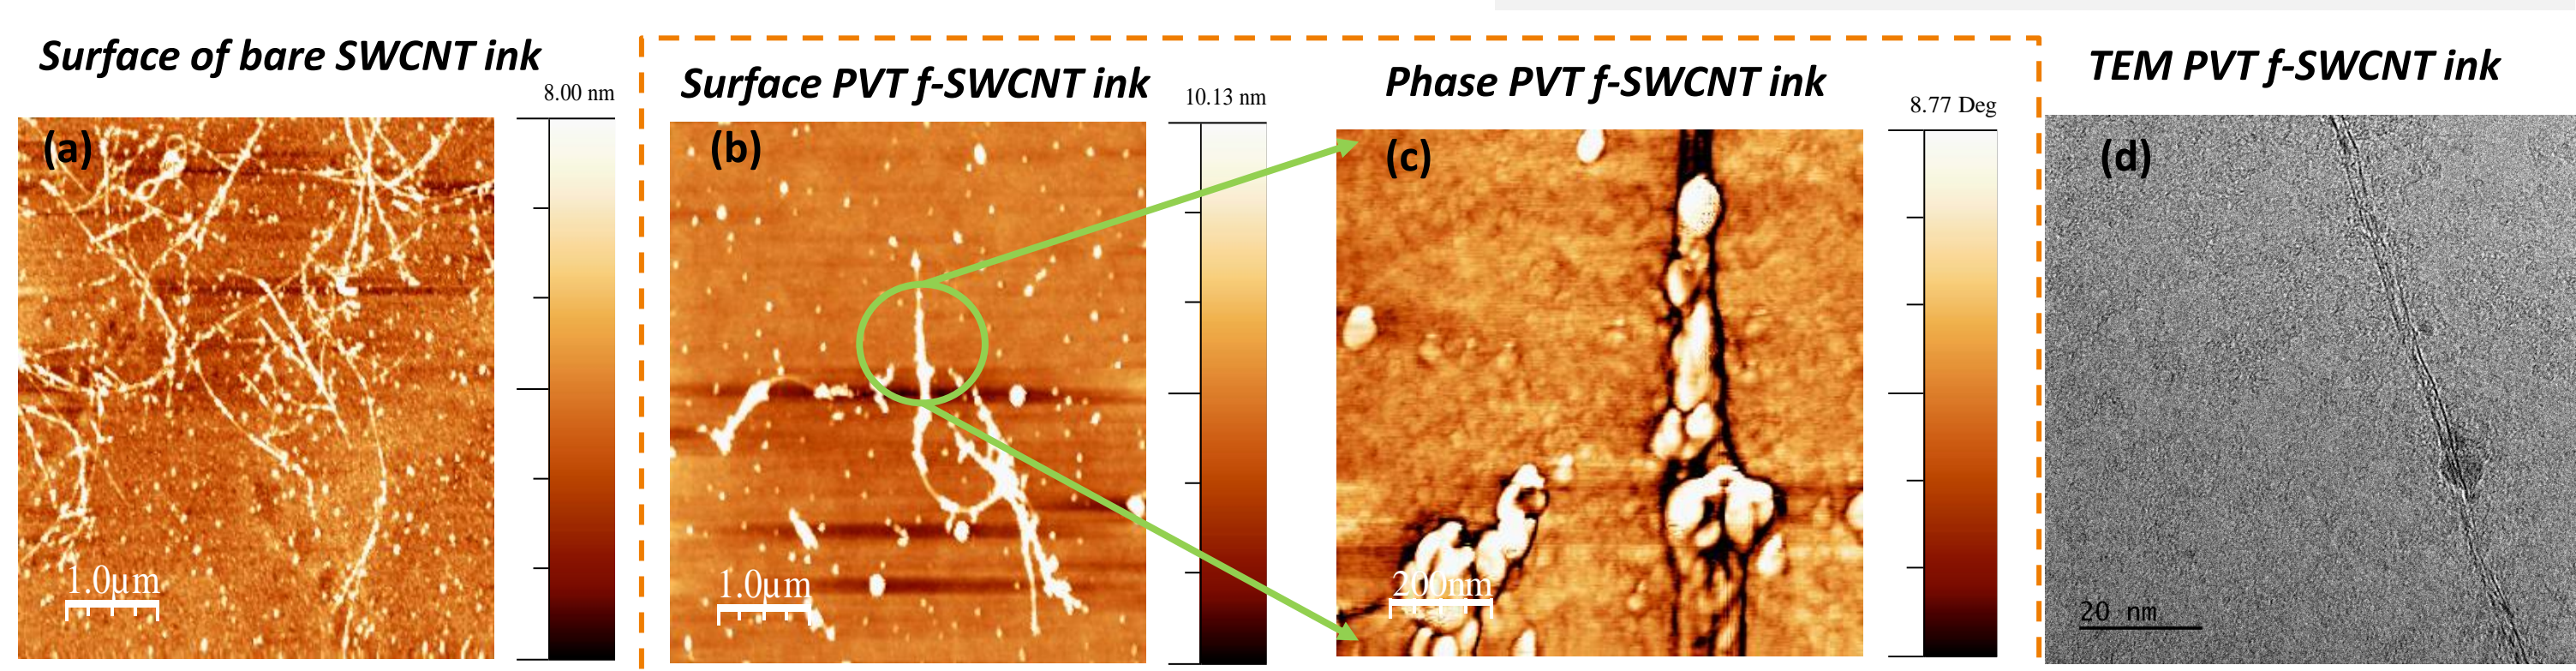 Surface of bare SWCNT ink
8.00 nm
(a)
1.0µm
Surface PVT f-SWCNT ink
10.13 nm
(b)
1.0µm
Phase PVT f-SWCNT ink
8.77 Deg
(c)
200nm
TEM PVT f-SWCNT ink
(d)
20 nm